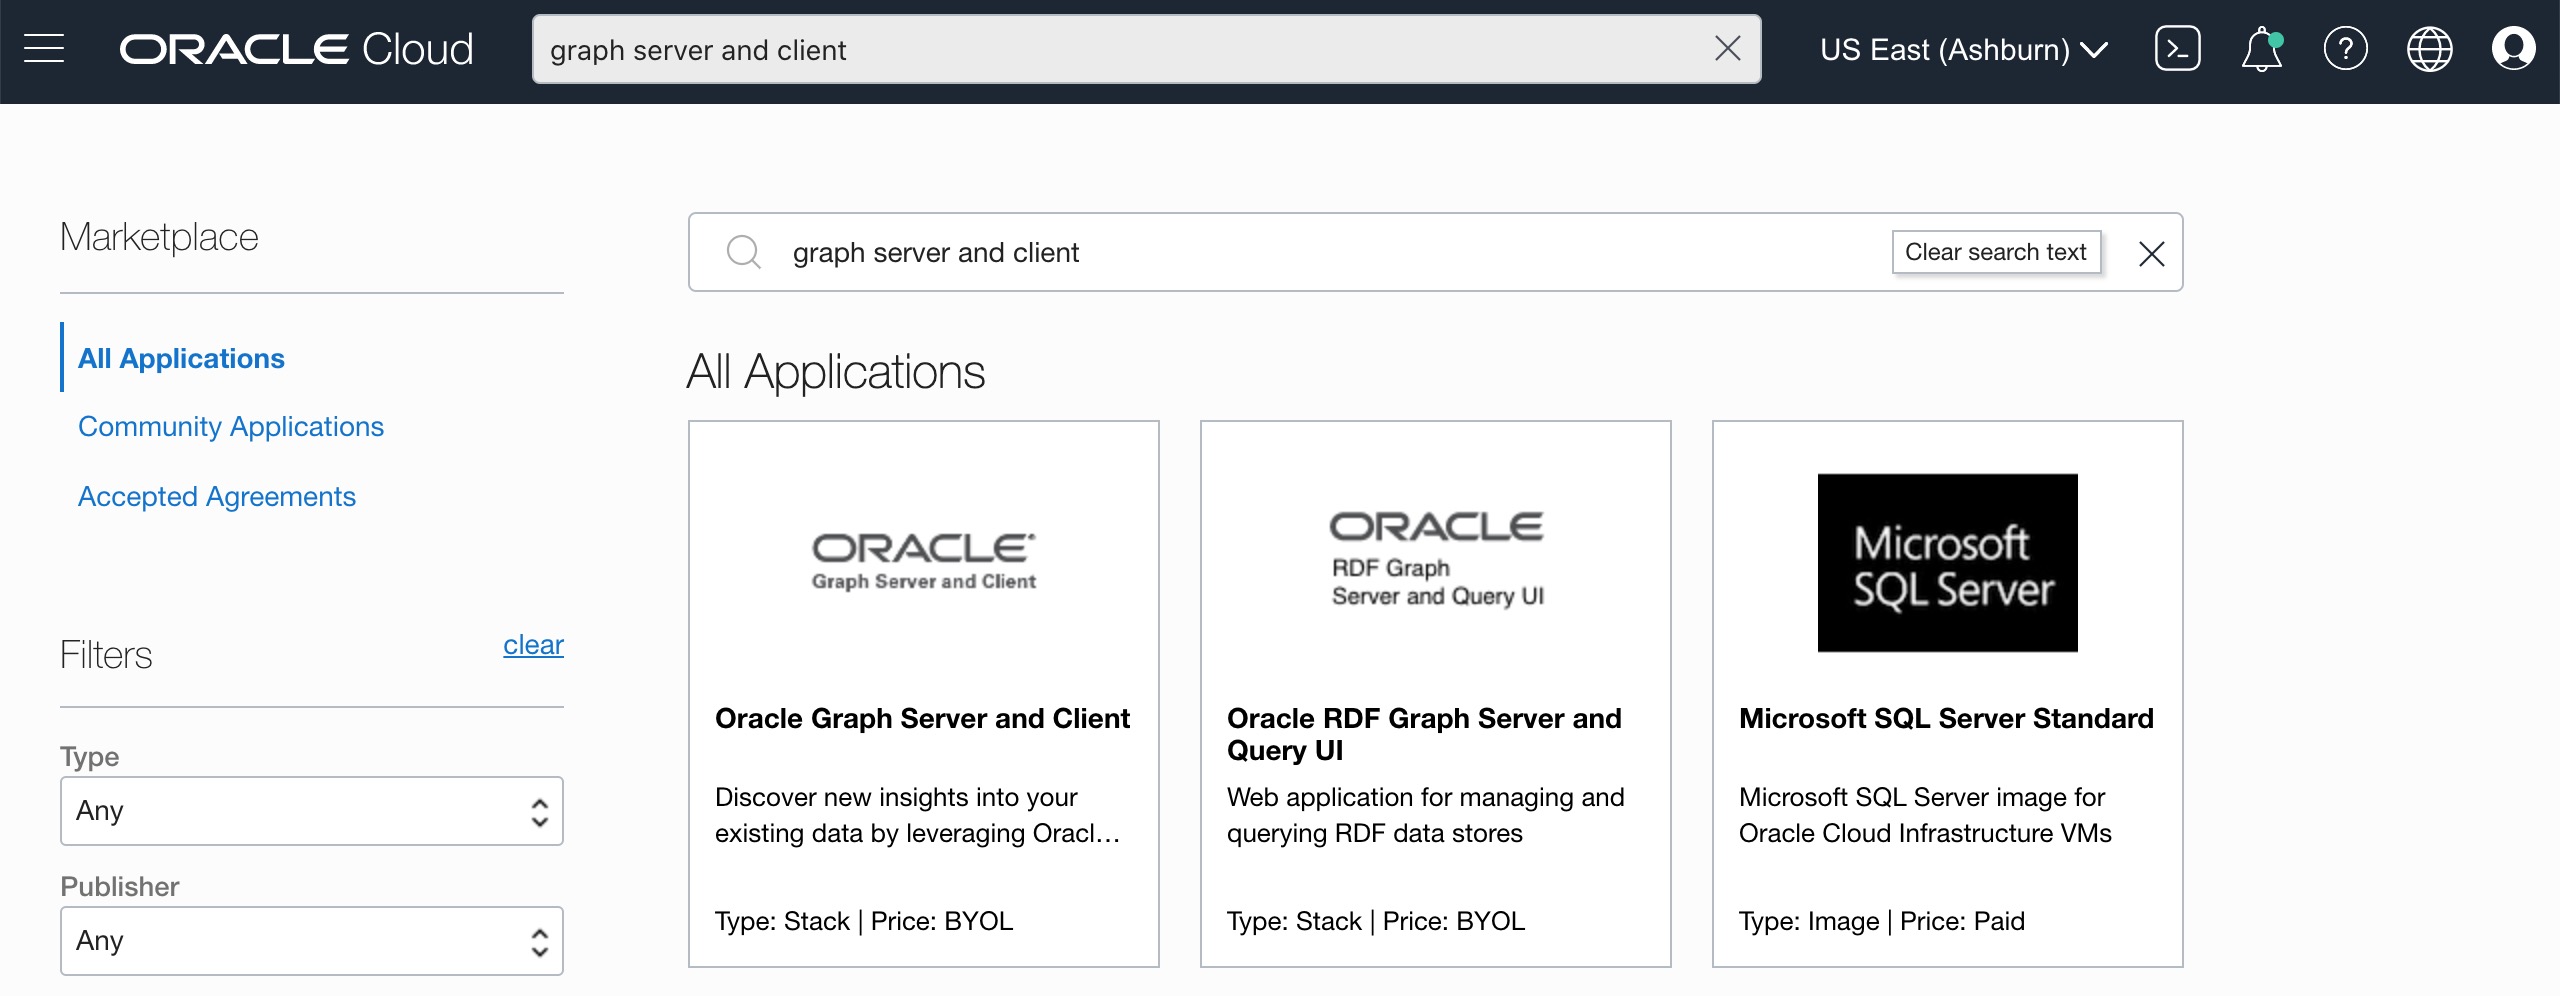 ORACLE Cloud
graph server and client
US East (Ashburn)
Marketplace
All Applications
Community Applications
Accepted Agreements
Filters
clear
Type
Any
Publisher
Any
graph server and client
Clear search text
All Applications
ORACLE
Graph Server and Client
Oracle Graph Server and Client
Discover new insights into your
existing data by leveraging Oracl...
Type: Stack | Price: BYOL
ORACLE
RDF Graph
Server and Query UI
Oracle RDF Graph Server and
Query UI
Web application for managing and
querying RDF data stores
Type: Stack | Price: BYOL
Microsoft
SQL Server
Microsoft SQL Server Standard
Microsoft SQL Server image for
Oracle Cloud Infrastructure VMs
Type: Image | Price: Paid